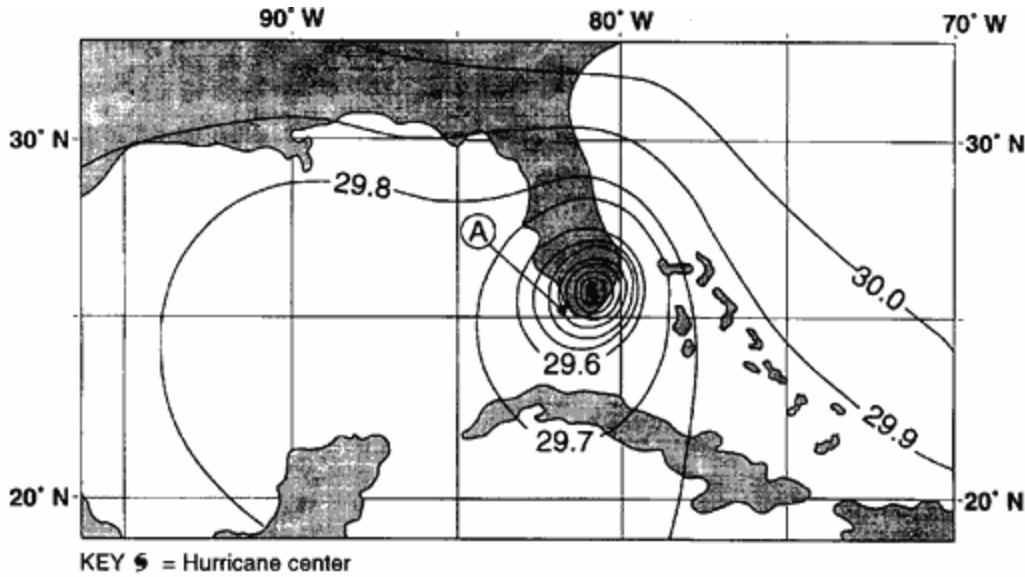 90° W
80° W
70° W
30° N
30° N
29.8
A
30.0
29.6
29.9
29.7
20° N
20° N
KEY = Hurricane center